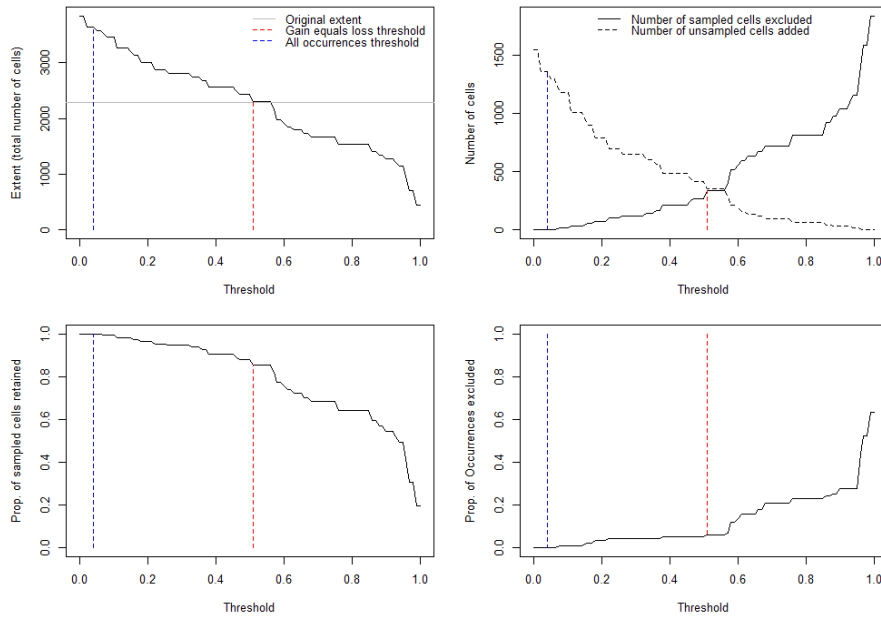 Original extent
Gain equals loss threshold
All occurrences threshold
Extent (total number of cells)
0
1000
2000
3000
0.0 0.2 0.4 0.6 0.8 1.0
Threshold
Number of sampled cells excluded
Number of unsampled cells added
Number of cells
0
500
1000
1500
0.0 0.2 0.4 0.6 0.8 1.0
Threshold
Prop. of sampled cells retained
0.0
0.2
0.4
0.6
0.8
1.0
0.0 0.2 0.4 0.6 0.8 1.0
Threshold
Prop. of Occurrences excluded
0.0
0.2
0.4
0.6
0.8
1.0
0.0 0.2 0.4 0.6 0.8 1.0
Threshold